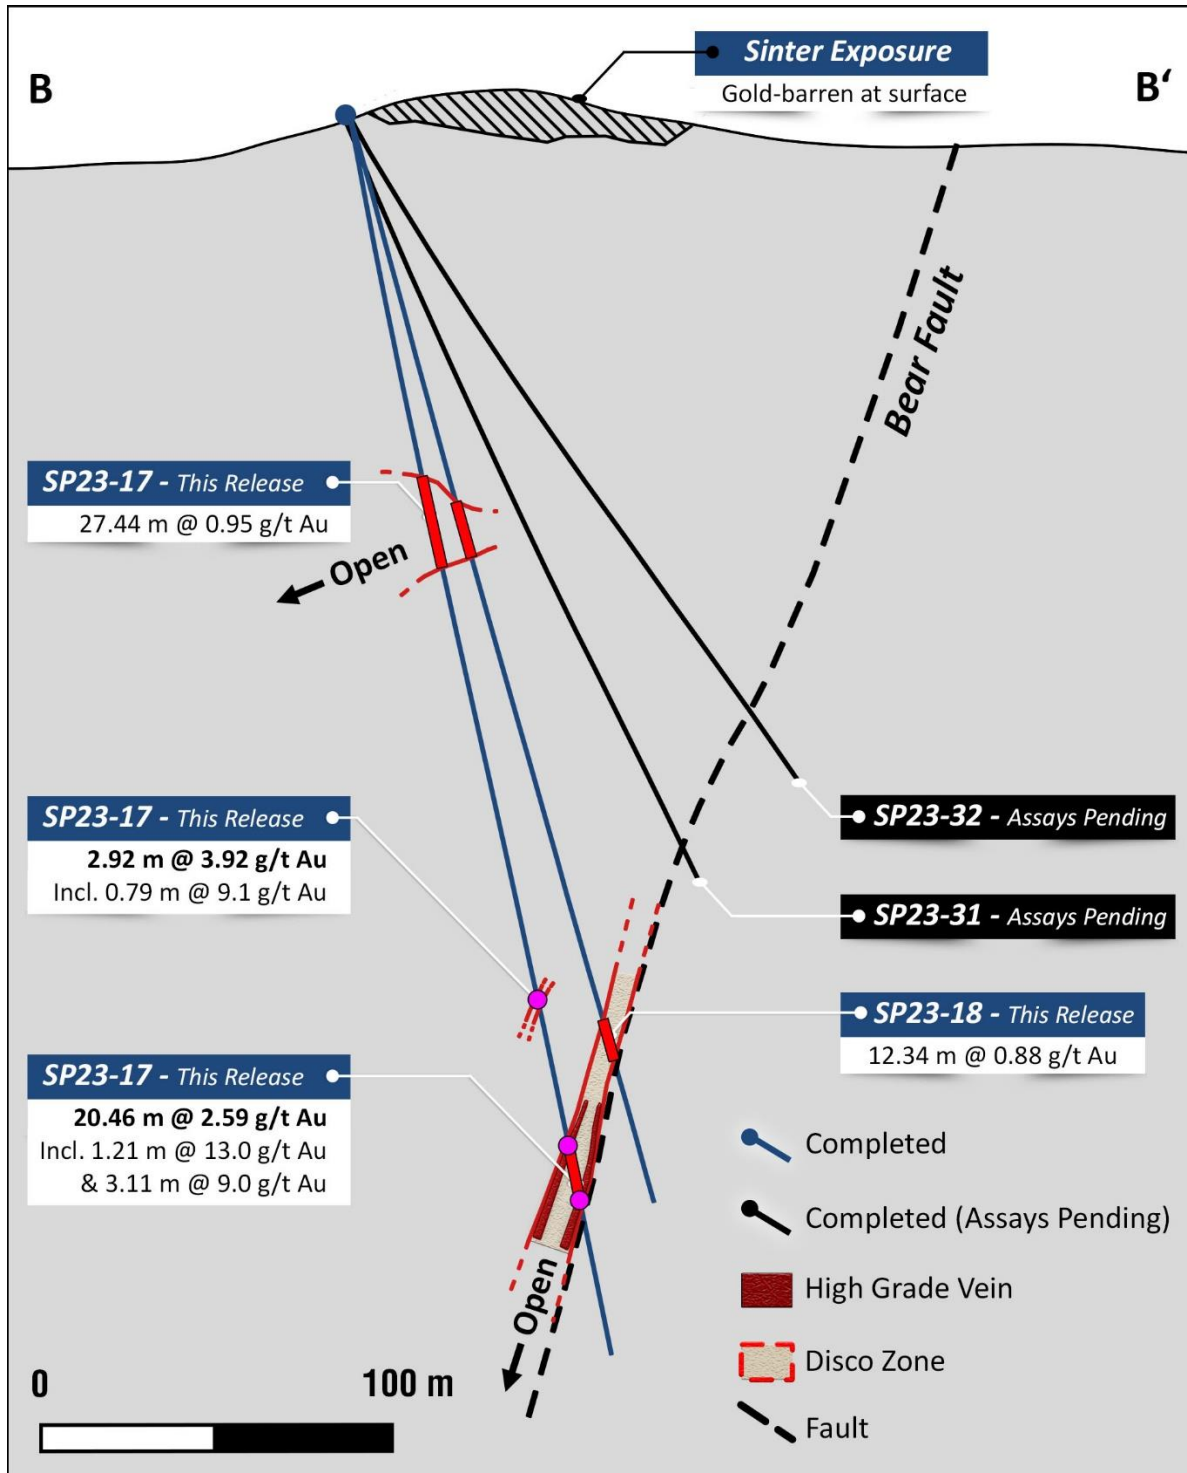 B
Sinter Exposure
Gold-barren at surface
B‘
Bear Fault
SP23-17 - This Release
27.44 m @ 0.95 g/t Au
Open
SP23-17 - This Release
2.92 m @ 3.92 g/t Au
Incl. 0.79 m @ 9.1 g/t Au
SP23-32 - Assays Pending
SP23-31 - Assays Pending
SP23-18 - This Release
12.34 m @ 0.88 g/t Au
SP23-17 - This Release
20.46 m @ 2.59 g/t Au
Incl. 1.21 m @ 13.0 g/t Au
& 3.11 m @ 9.0 g/t Au
Open
Completed
Completed (Assays Pending)
High Grade Vein
Disco Zone
Fault
0
100 m